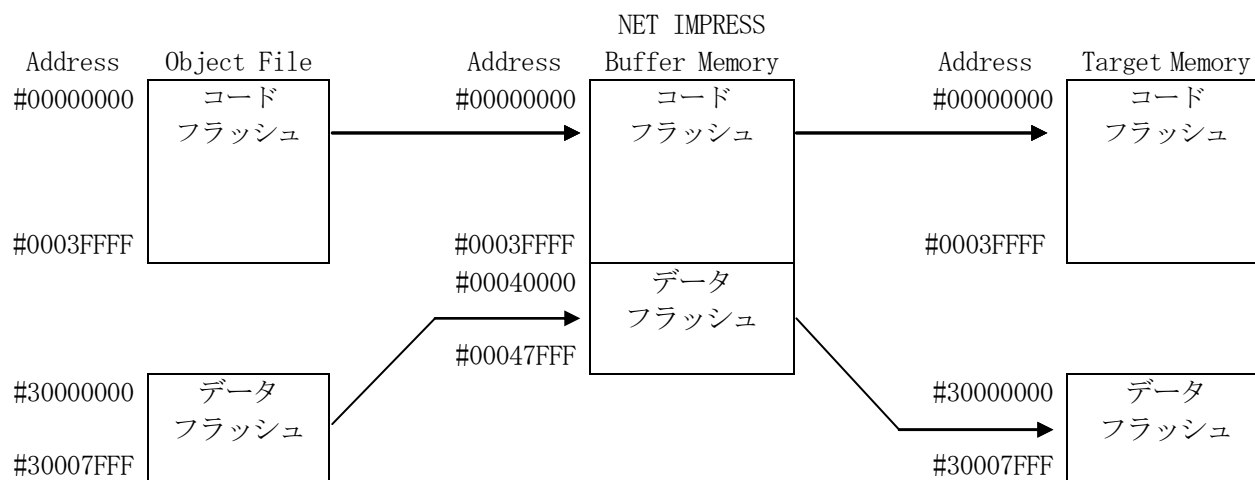 NET IMPRESS
Address Object File Address Buffer Memory Address Target Memory
#00000000 コード #00000000 コード #00000000 コード
フラッシュ フラッシュ フラッシュ
#0003FFFF #0003FFFF #0003FFFF
#00040000 データ
フラッシュ
#00047FFF
#30000000 データ #30000000 データ
フラッシュ フラッシュ
#30007FFF #30007FFF